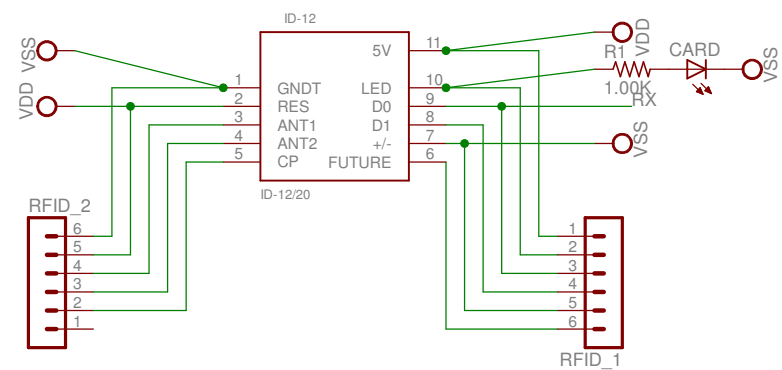 ID-12
VSS
VDD
1
2
3
4
5
GNDT
RES
ANT1
ANT2
CP
5V
LED
D0
D1
+/-
FUTURE
11
10
9
8
7
6
ID-12/20
VDD
R1
1.00K
CARD
VSS
RX
VSS
RFID_2
6
5
4
3
2
1
1
2
3
4
5
6
RFID_1